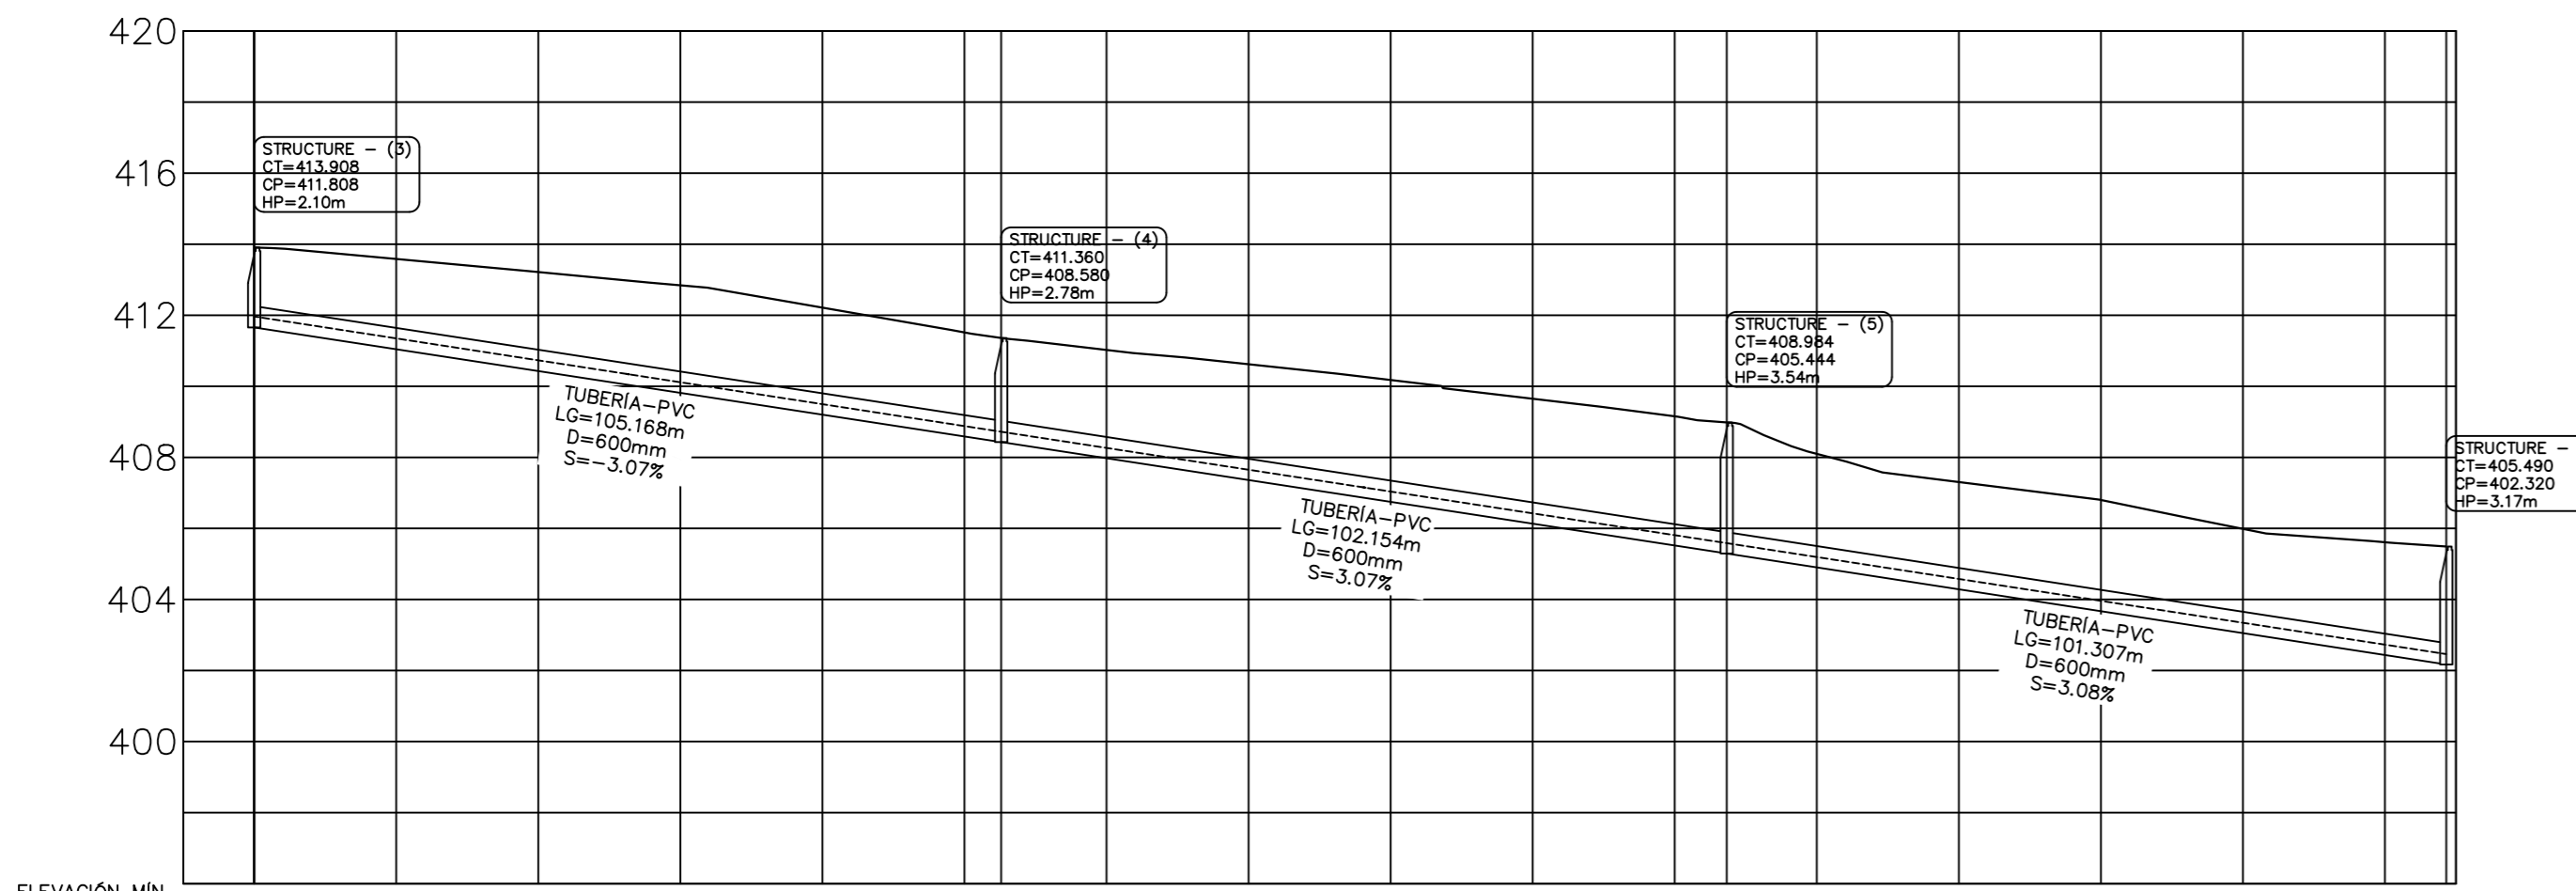 420
416
412
408
404
400
STRUCTURE – (3)
CT=413.908
CP=411.808
HP=2.10m
STRUCTURE – (4)
CT=411.360
CP=408.580
HP=2.78m
STRUCTURE – (5)
CT=408.984
CP=405.444
HP=3.54m
STRUCTURE –
CT=405.490
CP=402.320
HP=3.17m
TUBERÍA–PVC
LG=105.168m
D=600mm
S=–3.07%
TUBERÍA–PVC
LG=102.154m
D=600mm
S=3.07%
TUBERÍA–PVC
LG=101.307m
D=600mm
S=3.08%
ELEVACIÓN MÍN